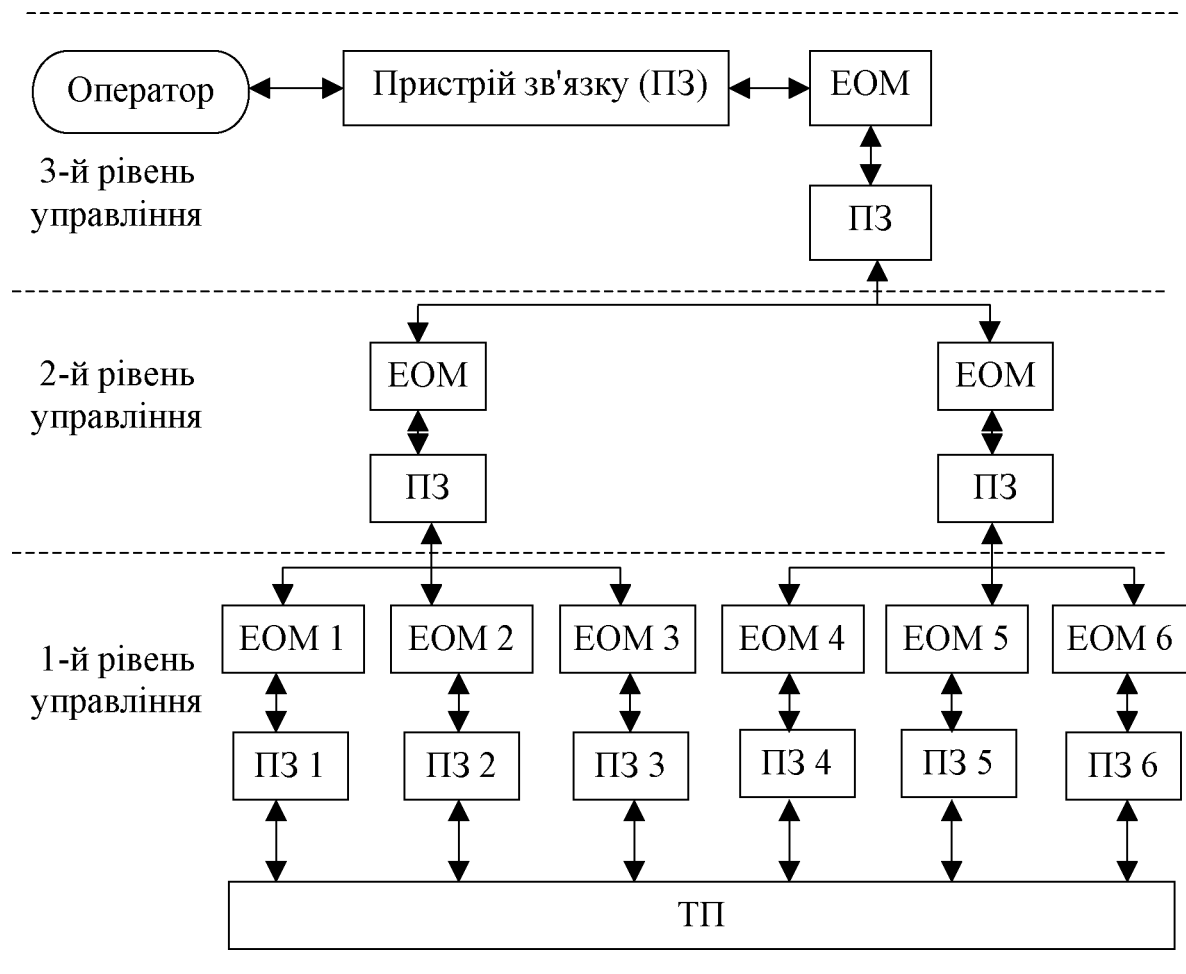 Оператор
Пристрій зв'язку (ПЗ)
ЕОМ
3-й рівень
управління
ПЗ
2-й рівень
управління
ЕОМ
ЕОМ
ПЗ
ПЗ
1-й рівень
управління
ЕОМ 1
ЕОМ 2
ЕОМ 3
ЕОМ 4
ЕОМ 5
ЕОМ 6
ПЗ 1
ПЗ 2
ПЗ 3
ПЗ 4
ПЗ 5
ПЗ 6
ТП